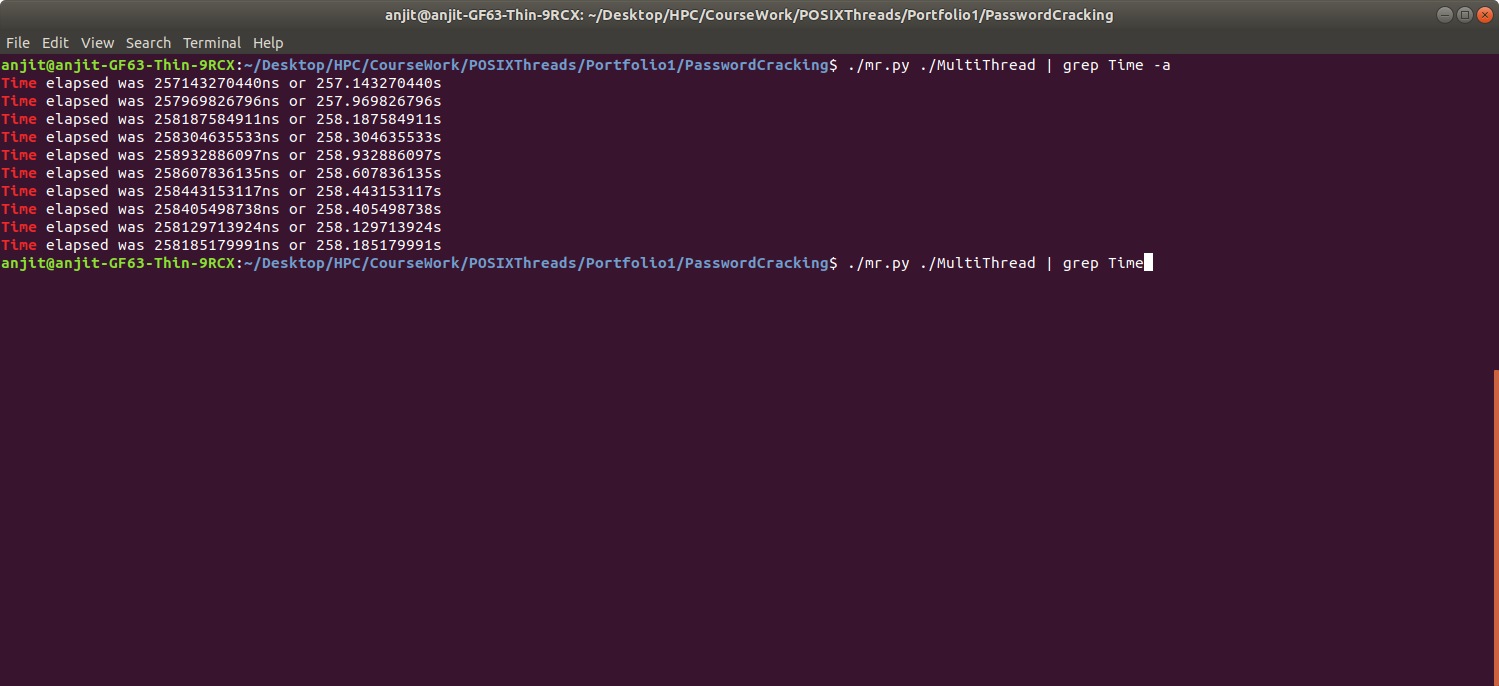 anjit@anjit-GF63-Thin-9RCX: ~/Desktop/HPC/CourseWork/POSIXThreads/Portfolio1/PasswordCracking
File Edit View Search Terminal Help
anjit@anjit-GF63-Thin-9RCX:~/Desktop/HPC/CourseWork/POSIXThreads/Portfolio1/PasswordCracking$ ./mr.py ./MultiThread | grep Time -a
Time elapsed was 257143270440ns or 257.143270440s
Time elapsed was 257969826796ns or 257.969826796s
Time elapsed was 258187584911ns or 258.187584911s
Time elapsed was 258304635533ns or 258.304635533s
Time elapsed was 258932886097ns or 258.932886097s
Time elapsed was 258607836135ns or 258.607836135s
Time elapsed was 258443153117ns or 258.443153117s
Time elapsed was 258405498738ns or 258.405498738s
Time elapsed was 258129713924ns or 258.129713924s
Time elapsed was 258185179991ns or 258.185179991s
anjit@anjit-GF63-Thin-9RCX:~/Desktop/HPC/CourseWork/POSIXThreads/Portfolio1/PasswordCracking$ ./mr.py ./MultiThread | grep Time